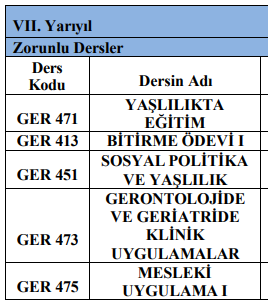 VII. Yarıyıl
Zorunlu Dersler
Ders
Kodu
Dersin Adı
GER 471
YAŞLILIKTA
EĞİTİM
GER 413
BİTİRME ÖDEVİ I
GER 451
SOSYAL POLİTİKA
VE YAŞLILIK
GER 473
GERONTOLOJİDE
VE GERİATRİDE
KLİNİK
UYGULAMALAR
GER 475
MESLEKİ
UYGULAMA I